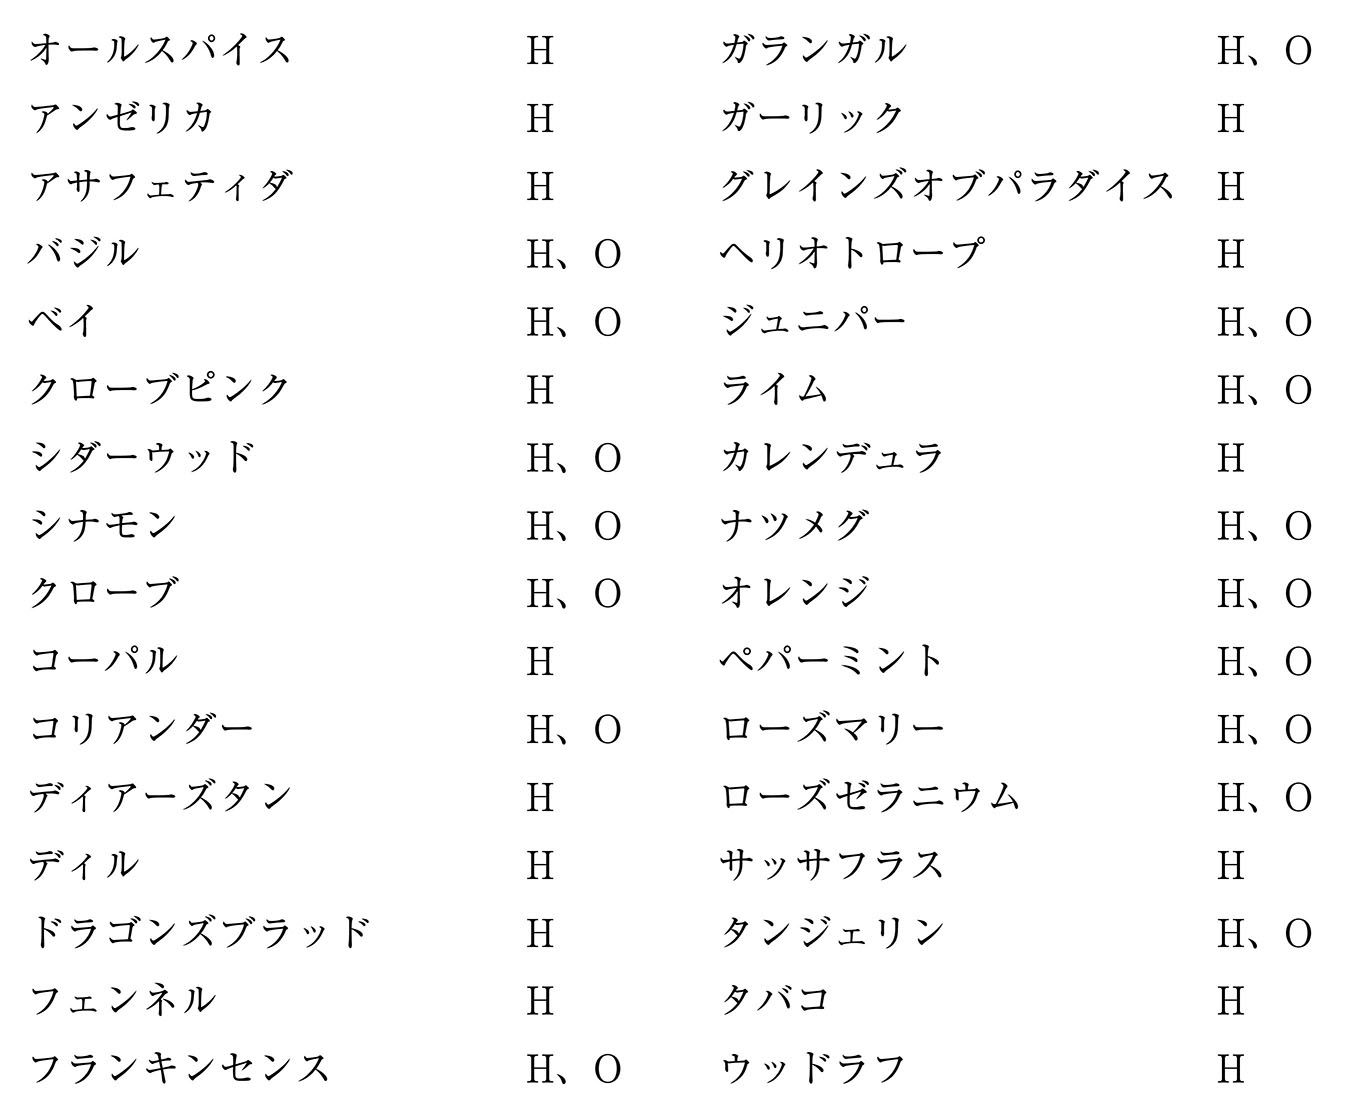 オールスパイス H
アンゼリカ H
アサフェティダ H
バジル H、O
ベイ H、O
クローブピンク H
シダーウッド H、O
シナモン H、O
クローブ H、O
コーパル H
コリアンダー H、O
ディアーズタン H
ディル H
ドラゴンズブラッド H
フェンネル H
フランキンセンス H、O
ガランガル H、O
ガーリック H
グレインズオブパラダイス H
ヘリオトロープ H
ジュニパー H、O
ライム H、O
カレンデュラ H
ナツメグ H、O
オレンジ H、O
ペパーミント H、O
ローズマリー H、O
ローズゼラニウム H、O
サッサフラス H
タンジェリン H、O
タバコ H
ウッドラフ H